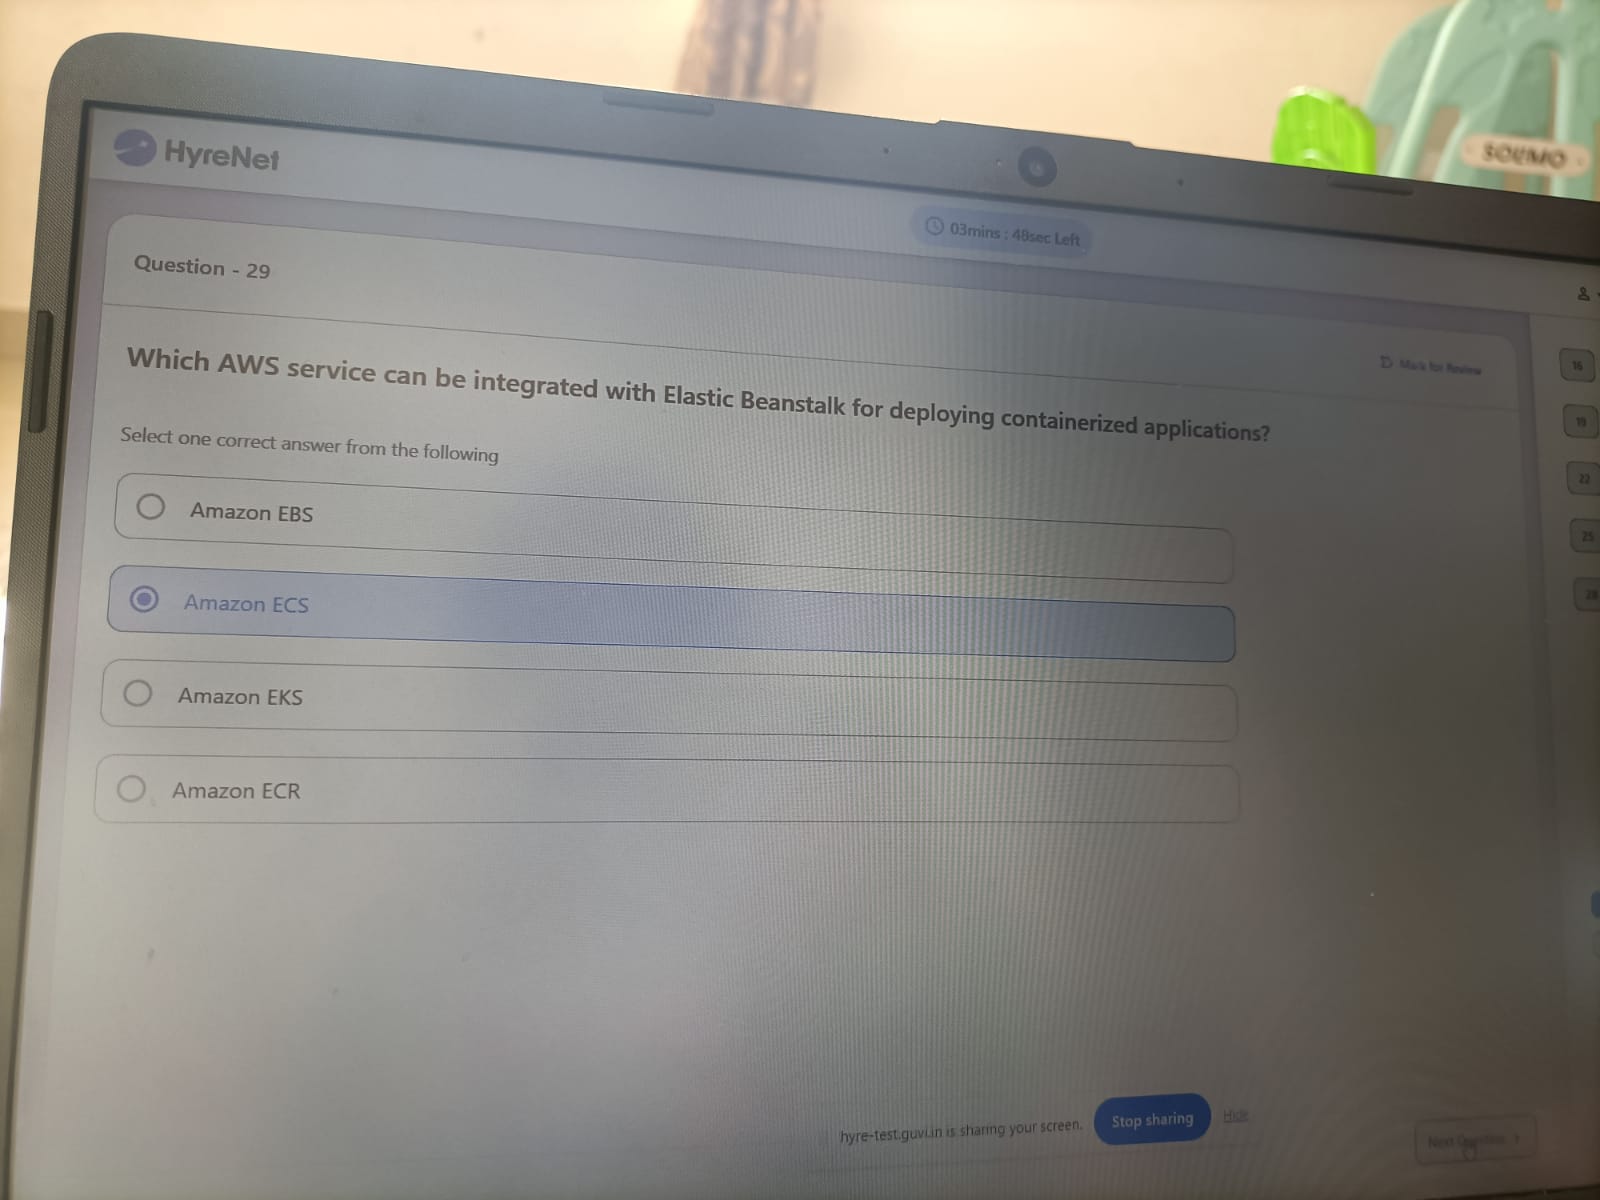 HyreNet
SOUMO
03mins : 48sec Left
Question - 29
Mark for Review
16
Which AWS service can be integrated with Elastic Beanstalk for deploying containerized applications?
19
Select one correct answer from the following
22
Amazon EBS
25
Amazon ECS
28
Amazon EKS
Amazon ECR
hyre-test.guvi.in is sharing your screen.
Stop sharing
Hide
Next Question